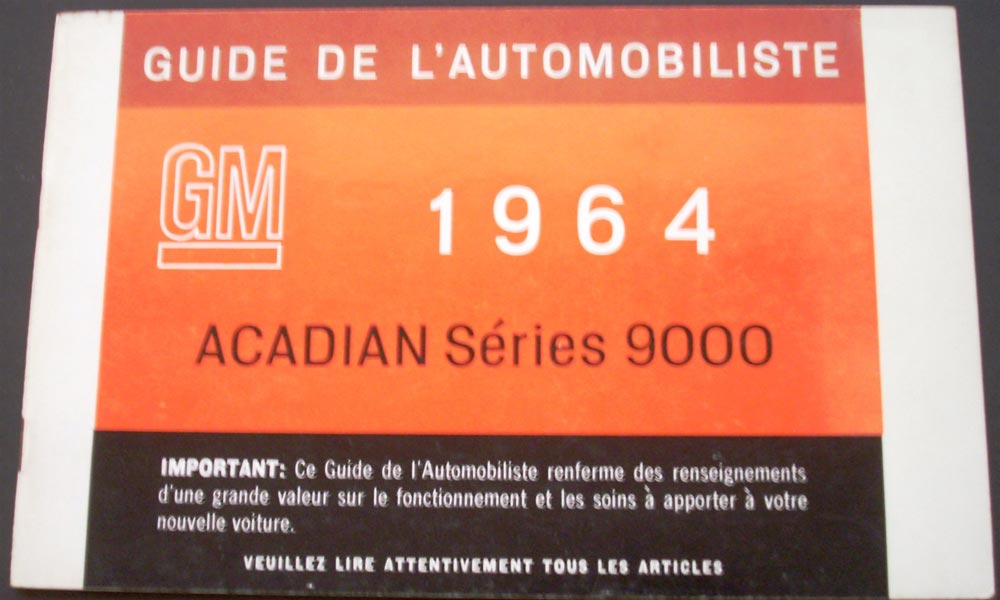 GUIDE DE L'AUTOMOBILISTE
GM
1964
ACADIAN Séries 9000
IMPORTANT: Ce Guide de l'Automobiliste renferme des renseignements
d'une grande valeur sur le fonctionnement et les soins à apporter à votre
nouvelle voiture.
VEUILLEZ LIRE ATTENTIVEMENT TOUS LES ARTICLES